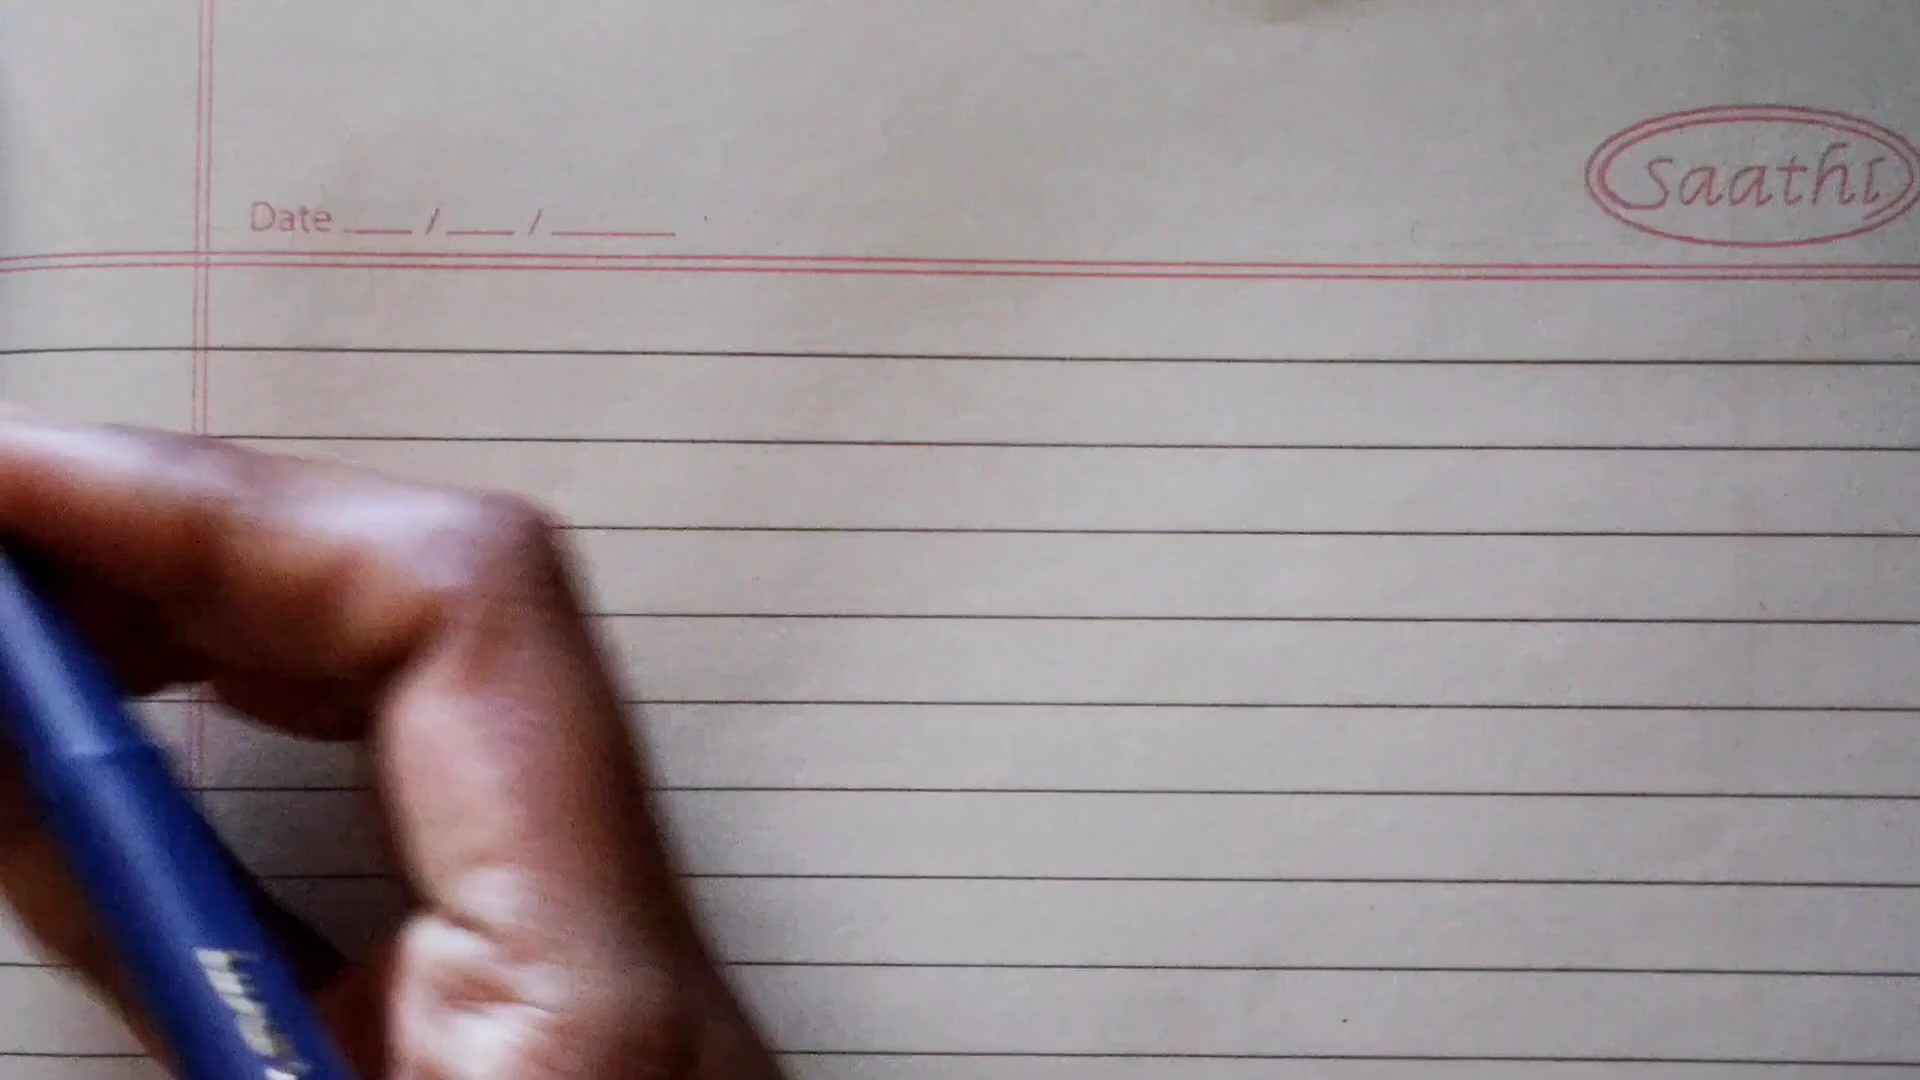 saathi
Date __ / __ / ____